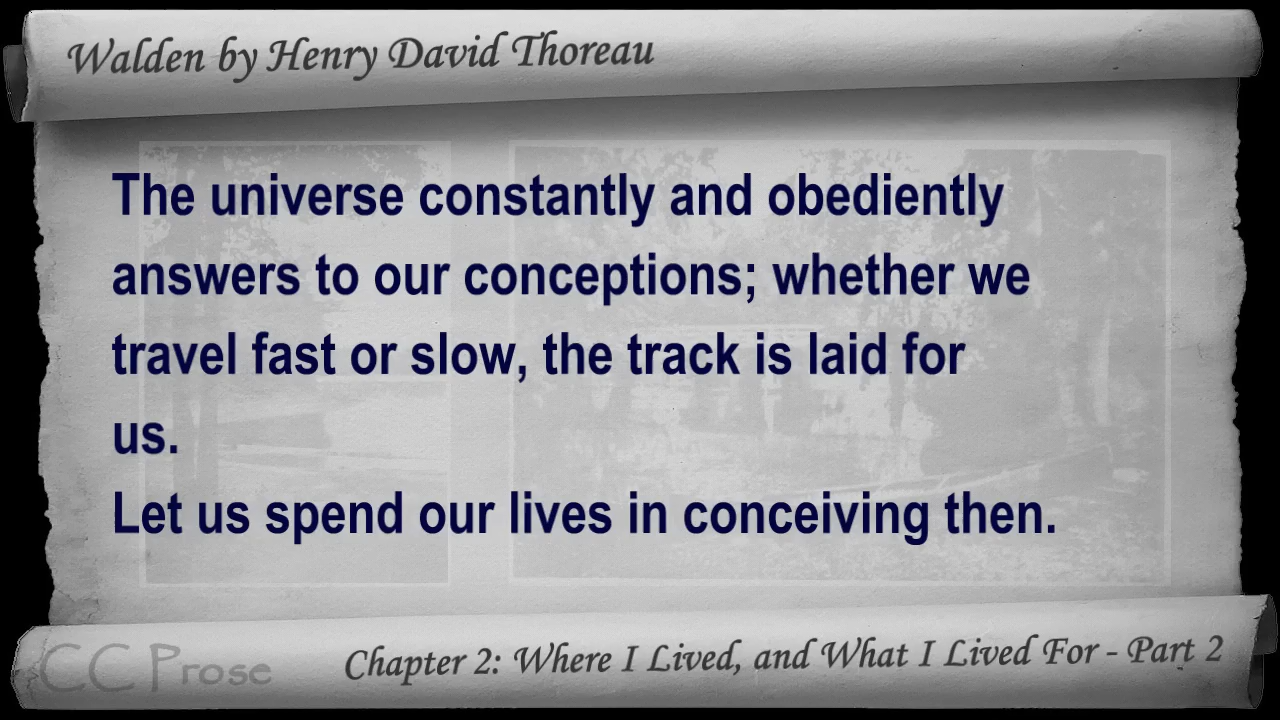 Walden by Henry David Thoreau
The universe constantly and obediently
answers to our conceptions; whether we
travel fast or slow, the track is laid for
us.
Let us spend our lives in conceiving then.
CC Prose
Chapter 2: Where I Lived, and What I Lived For - Part 2